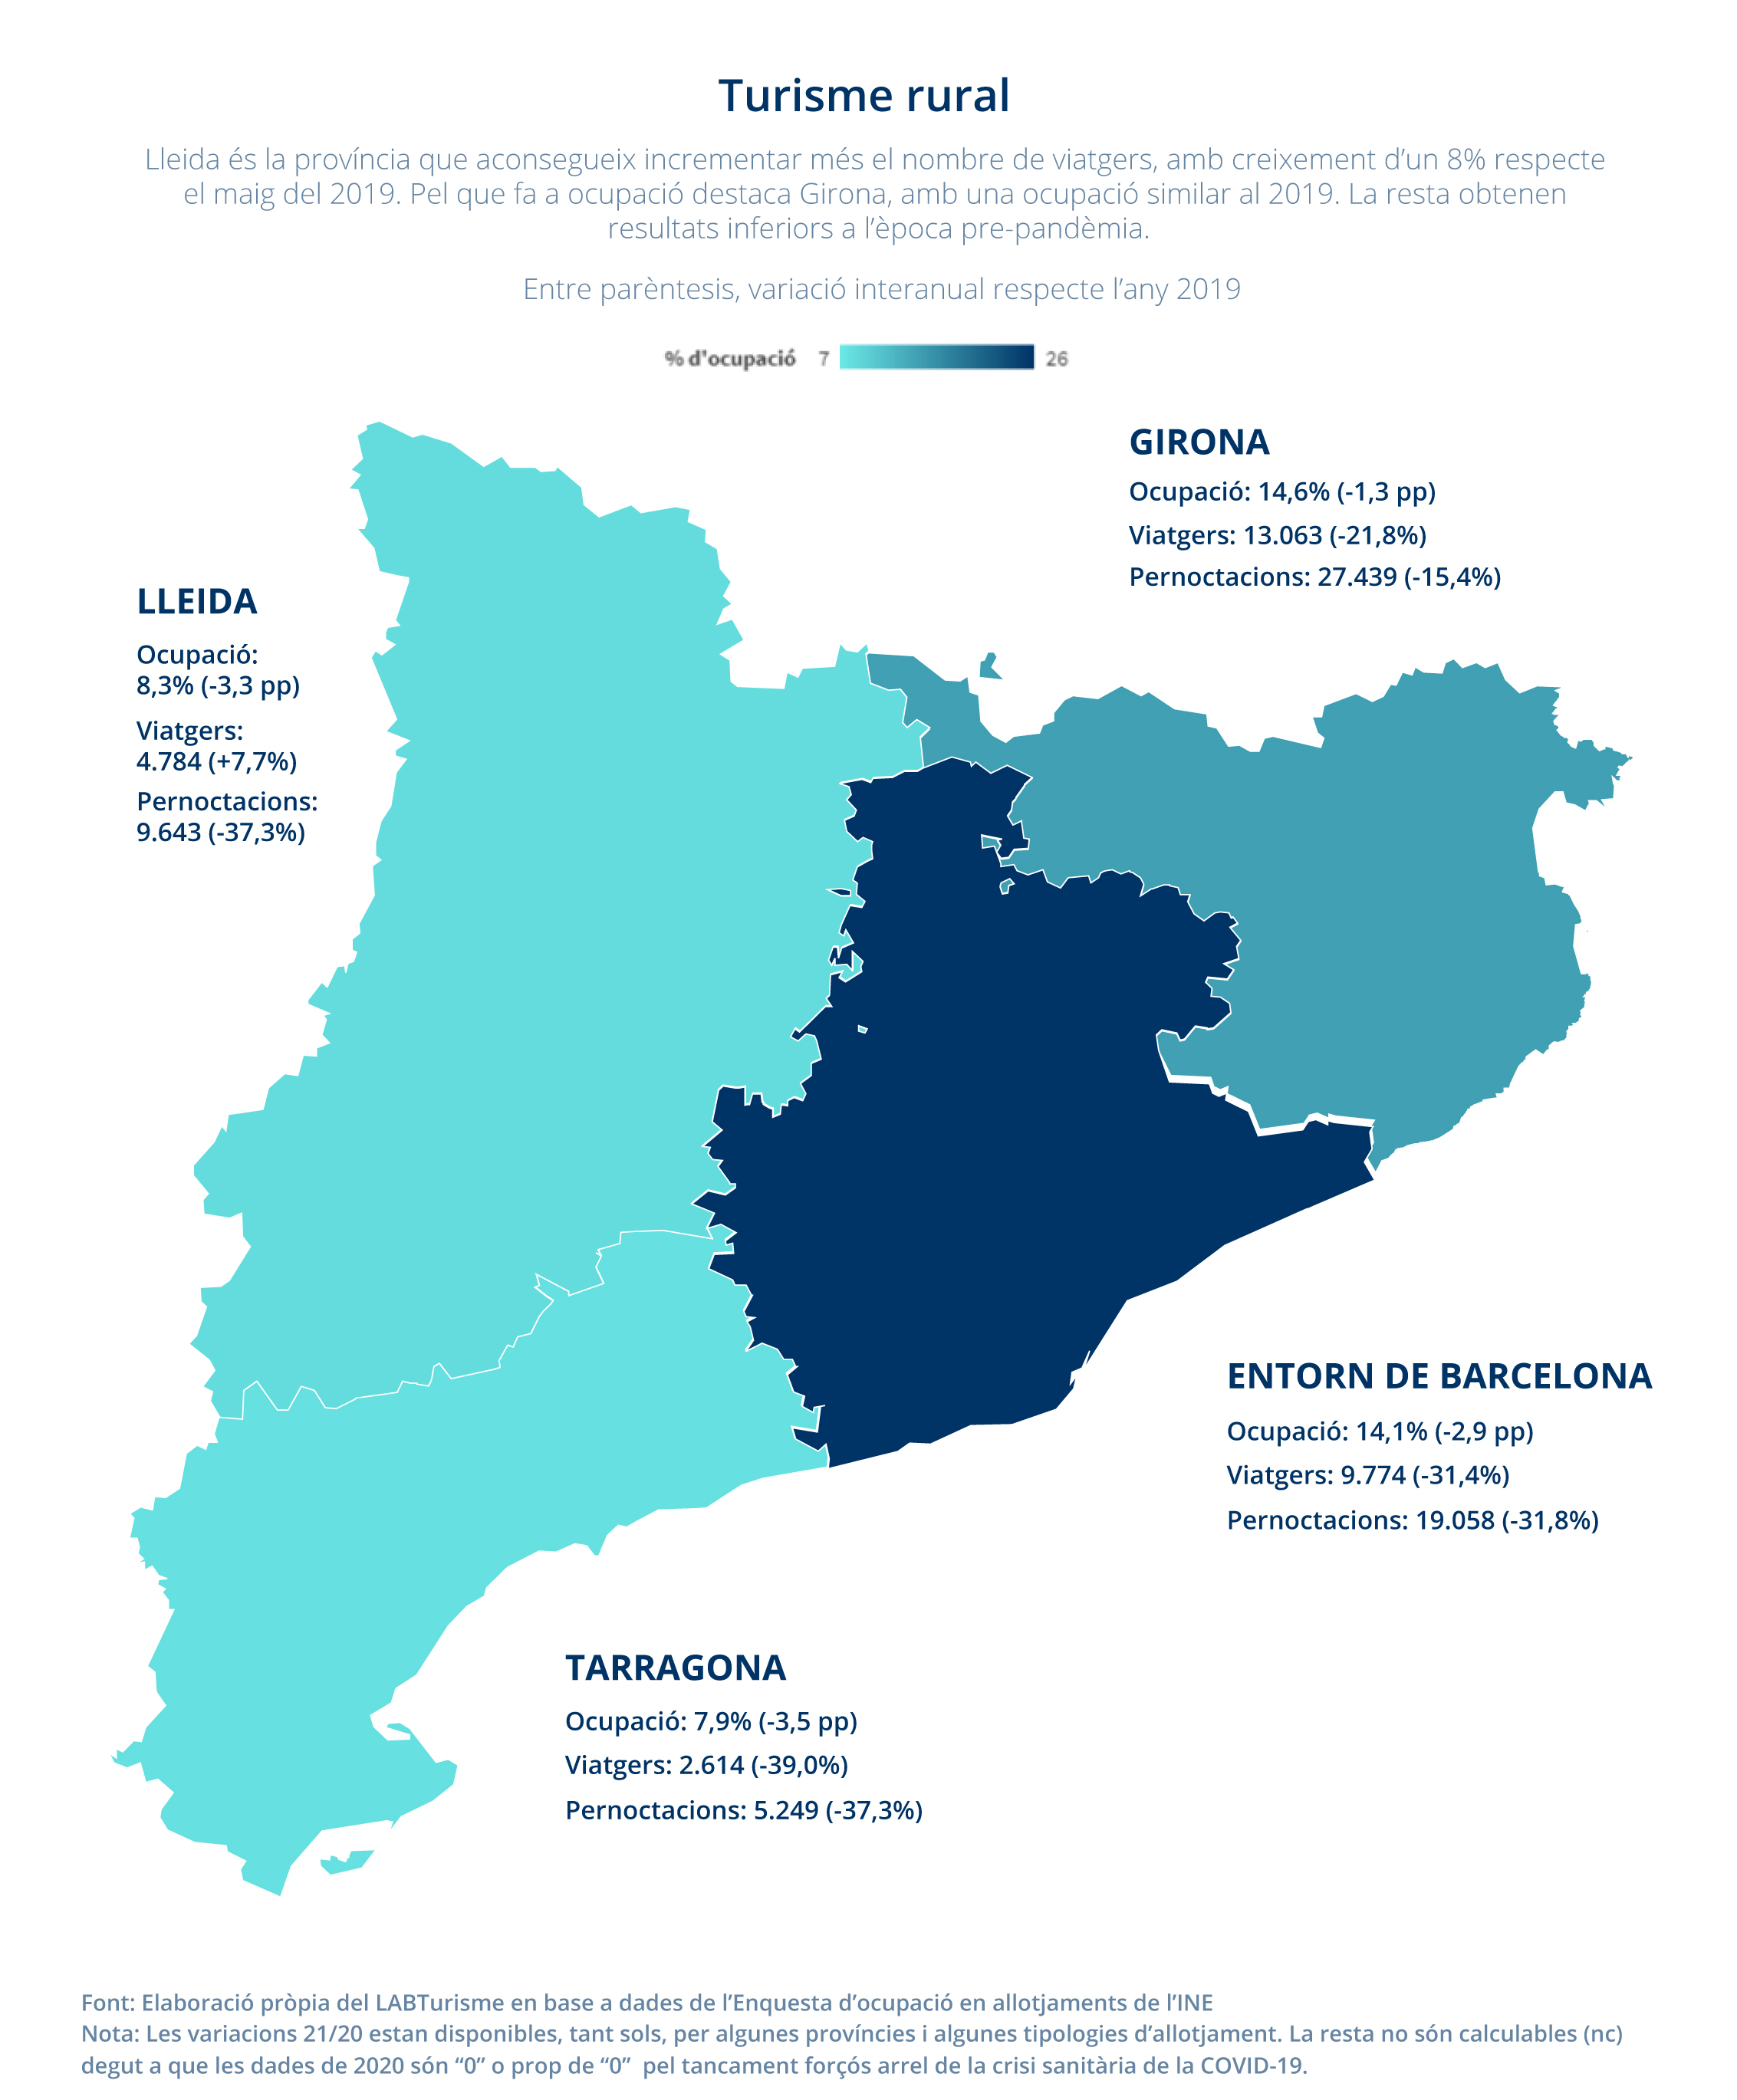 Turisme rural
Lleida és la província que aconsegueix incrementar més el nombre de viatgers, amb creixement d’un 8% respecte
el maig del 2019. Pel que fa a ocupació destaca Girona, amb una ocupació similar al 2019. La resta obtenen
resultats inferiors a l’època pre-pandèmia.
Entre parèntesis, variació interanual respecte l’any 2019
% d'ocupació 7 26
GIRONA
Ocupació: 14,6% (-1,3 pp)
Viatgers: 13.063 (-21,8%)
Pernoctacions: 27.439 (-15,4%)
LLEIDA
Ocupació:
8,3% (-3,3 pp)
Viatgers:
4.784 (+7,7%)
Pernoctacions:
9.643 (-37,3%)
ENTORN DE BARCELONA
Ocupació: 14,1% (-2,9 pp)
Viatgers: 9.774 (-31,4%)
Pernoctacions: 19.058 (-31,8%)
TARRAGONA
Ocupació: 7,9% (-3,5 pp)
Viatgers: 2.614 (-39,0%)
Pernoctacions: 5.249 (-37,3%)
Font: Elaboració pròpia del LABTurisme en base a dades de l’Enquesta d’ocupació en allotjaments de l’INE
Nota: Les variacions 21/20 estan disponibles, tant sols, per algunes províncies i algunes tipologies d’allotjament. La resta no són calculables (nc)
degut a que les dades de 2020 són “0” o prop de “0” pel tancament forçós arrel de la crisi sanitària de la COVID-19.